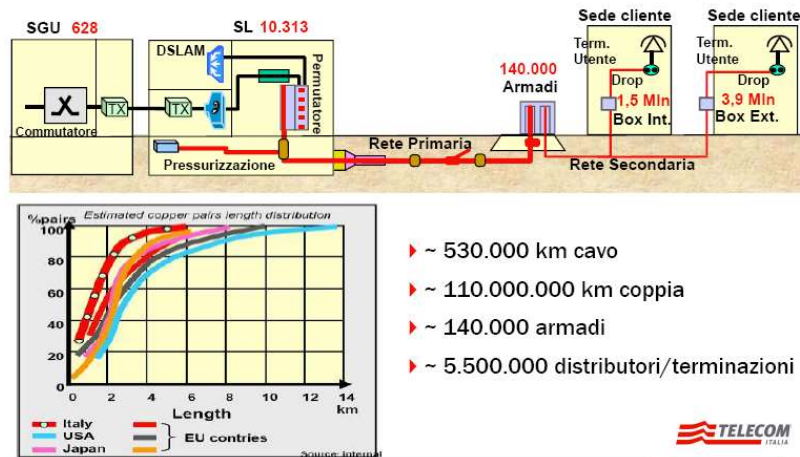 SGU 628
SL 10.313
Sede cliente
Sede cliente
DSLAM
Permutatore
Term.
Utente
Term.
Utente
140.000
Armadi
Drop
Drop
TX
TX
1,5 Mln
Box Int.
3,9 Mln
Box Ext.
Commutatore
Rete Primaria
Pressurizzazione
Rete Secondaria
%pairs
Estimated copper pairs length distribution
100
80
60
40
20
0
0 2 4 6 8 10 12 14
Length
km
Italy
USA
Japan
EU contries
Source: Internal
~ 530.000 km cavo
~ 110.000.000 km coppia
~ 140.000 armadi
~ 5.500.000 distributori/terminazioni
TELECOM
ITALIA